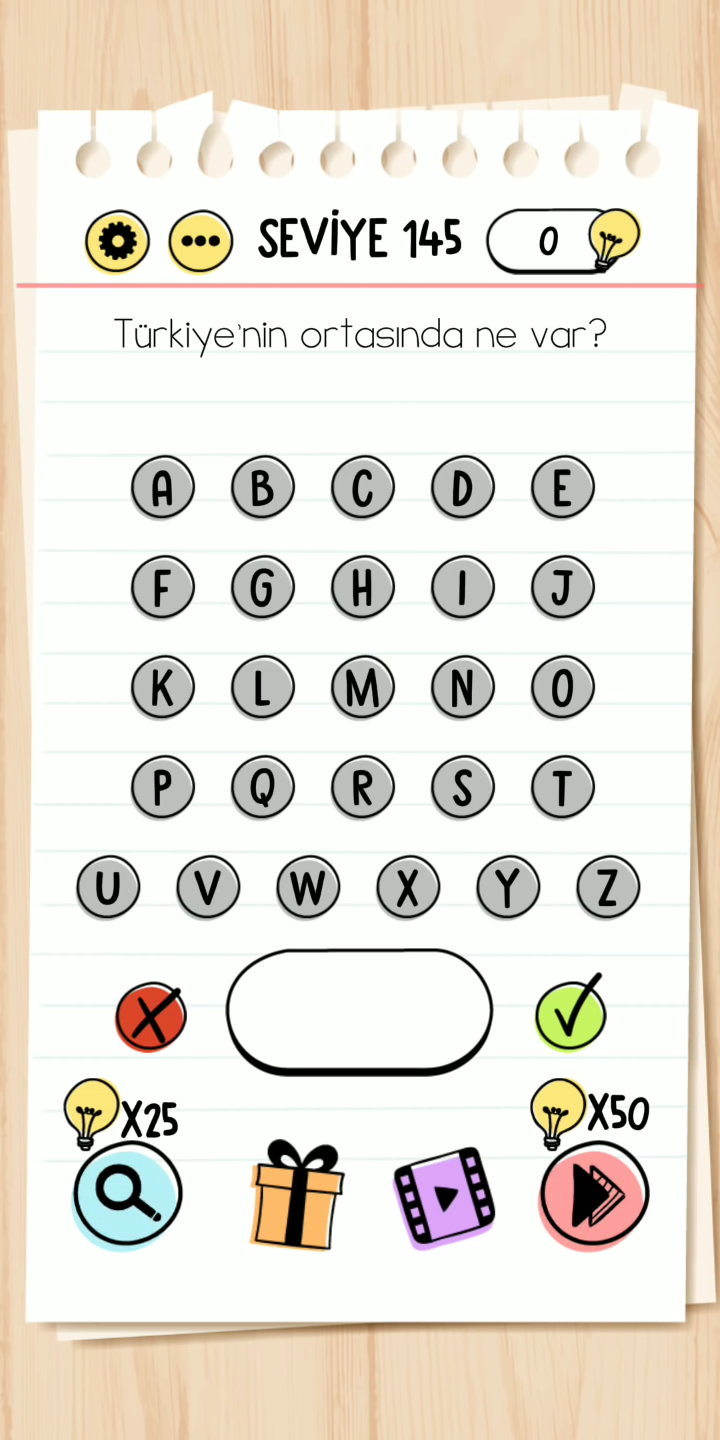 SEVİYE 145
0
Türkiye'nin ortasında ne var?
A B C D E
F G H I J
K L M N O
P Q R S T
U V W X Y Z
X25
X50